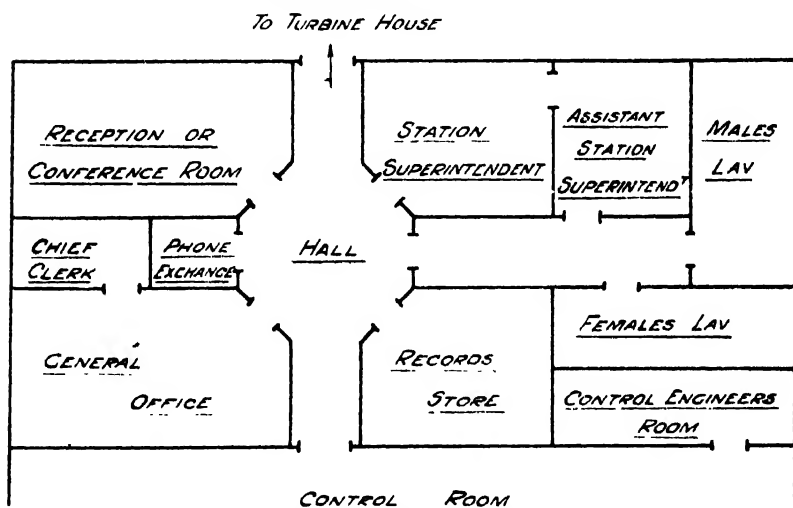 TO TURBINE HOUSE
RECEPTION OR
CONFERENCE ROOM
STATION
SUPERINTENDENT
ASSISTANT
STATION
SUPERINTENDT
MALES
LAV
CHIEF
CLERK
PHONE
EXCHANGE
HALL
FEMALES LAV
GENERAL
OFFICE
RECORDS
STORE
CONTROL ENGINEERS
ROOM
CONTROL ROOM